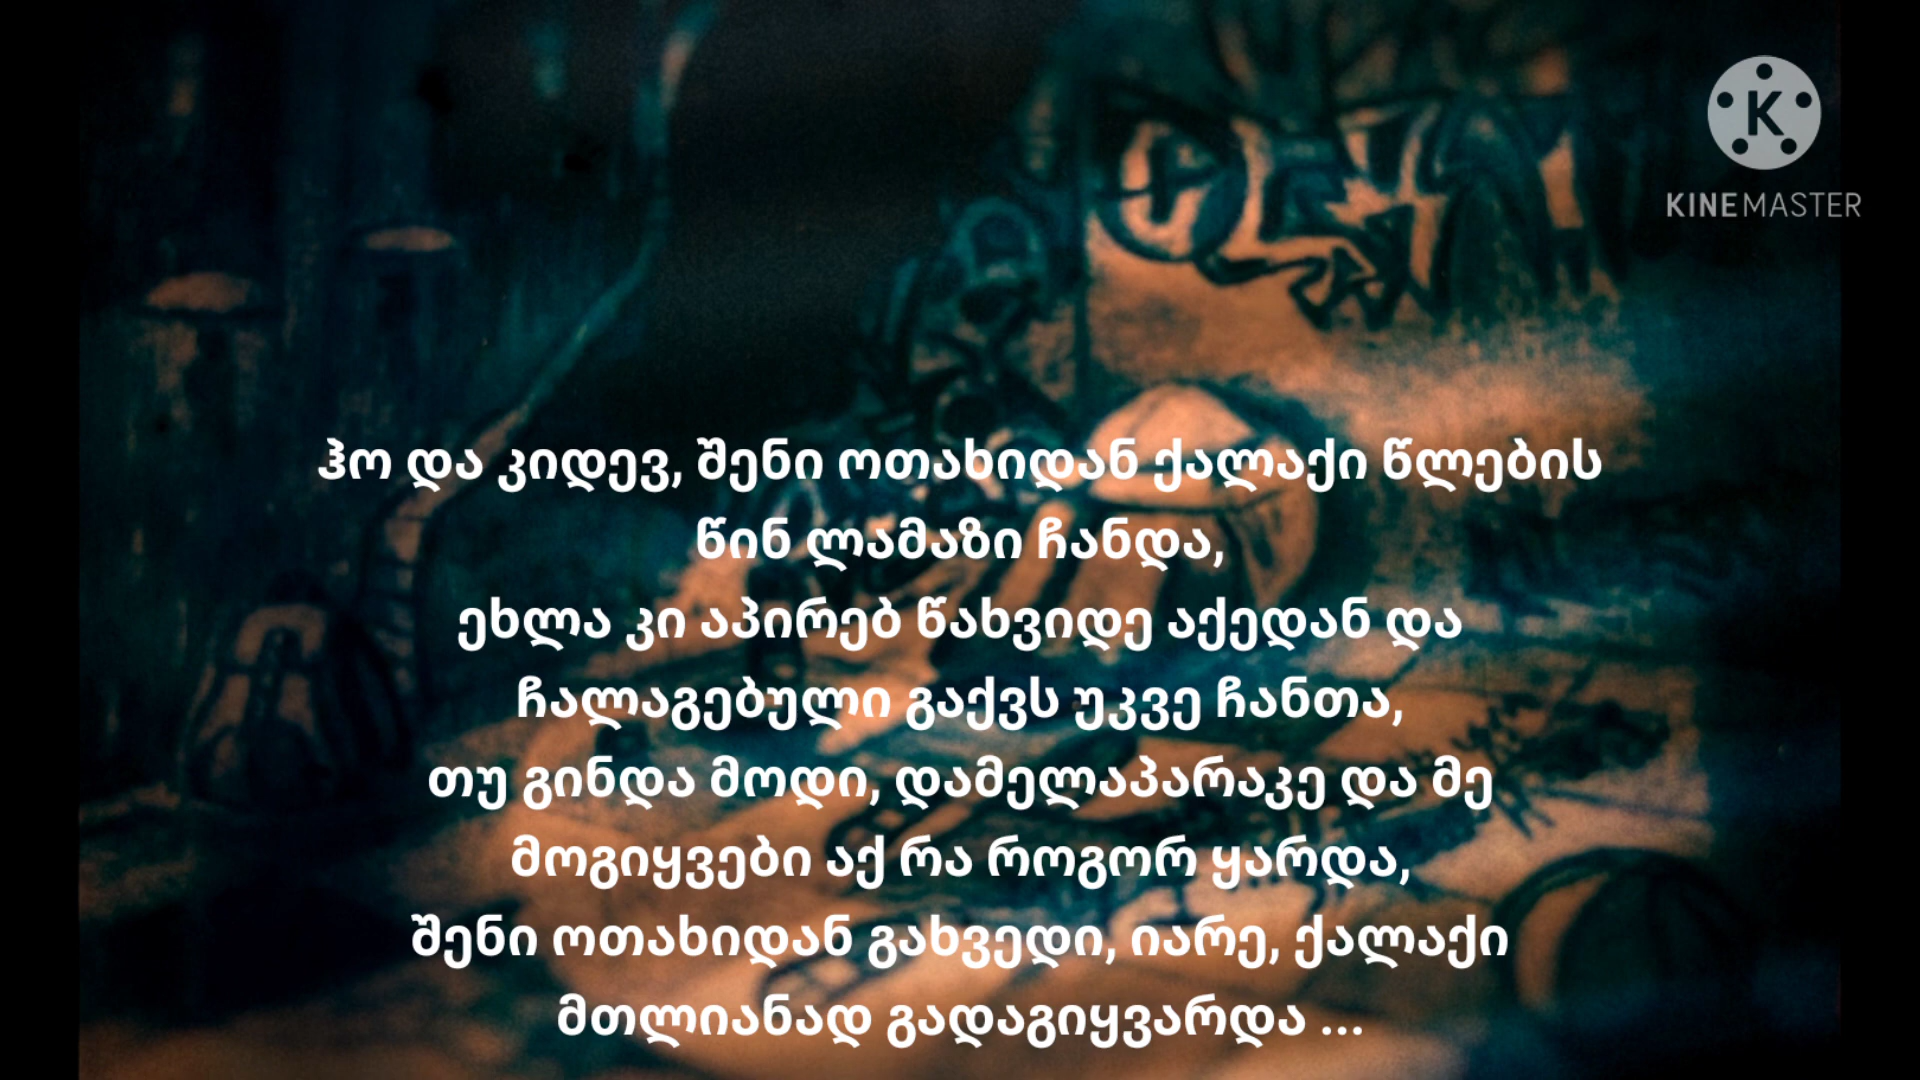 KINEMASTER
ჰო და კიდევ, შენი ოთახიდან ქალაქი წლების
წინ ლამაზი ჩანდა,
ეხლა კი აპირებ წახვიდე აქედან და
ჩალაგებული გაქვს უკვე ჩანთა,
თუ გინდა მოდი, დამელაპარაკე და მე
მოგიყვები აქ რა როგორ ყარდა,
შენი ოთახიდან გახვედი, იარე, ქალაქი
მთლიანად გადაგიყვარდა ...